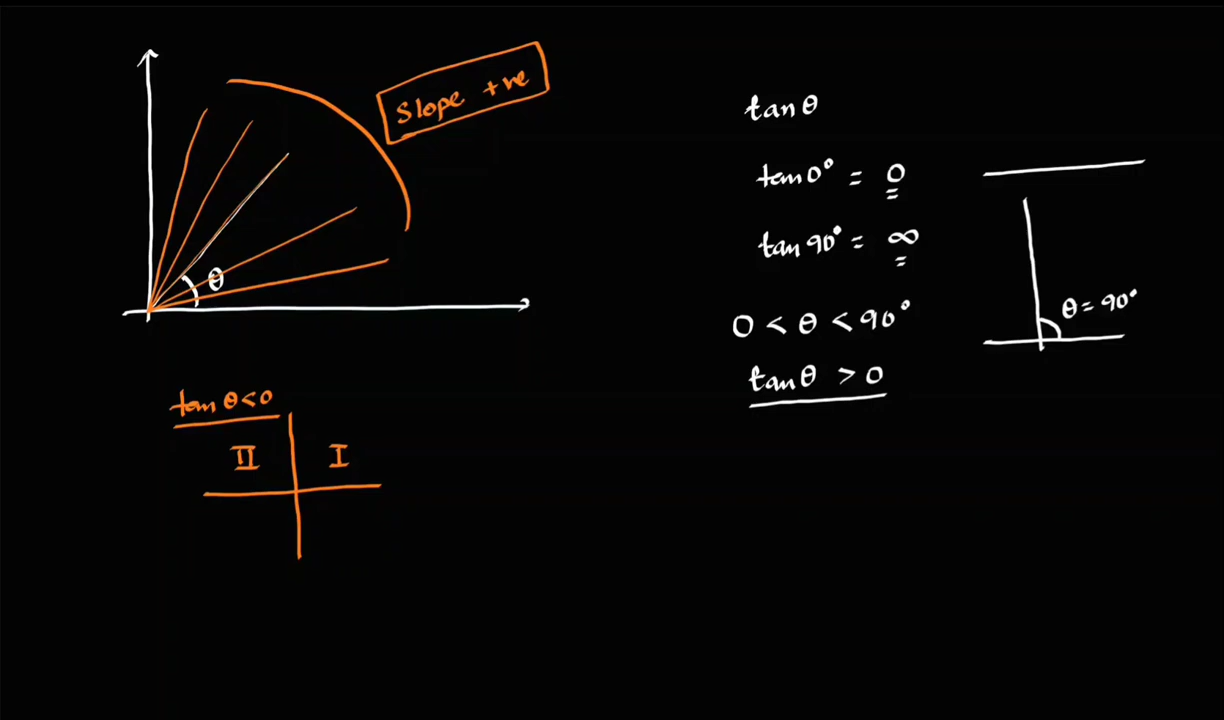 Slope +ve
θ
tanθ
tan0° = 0
tan90° = ∞
0 < θ < 90°
tanθ > 0
θ = 90°
tanθ<0
II
I